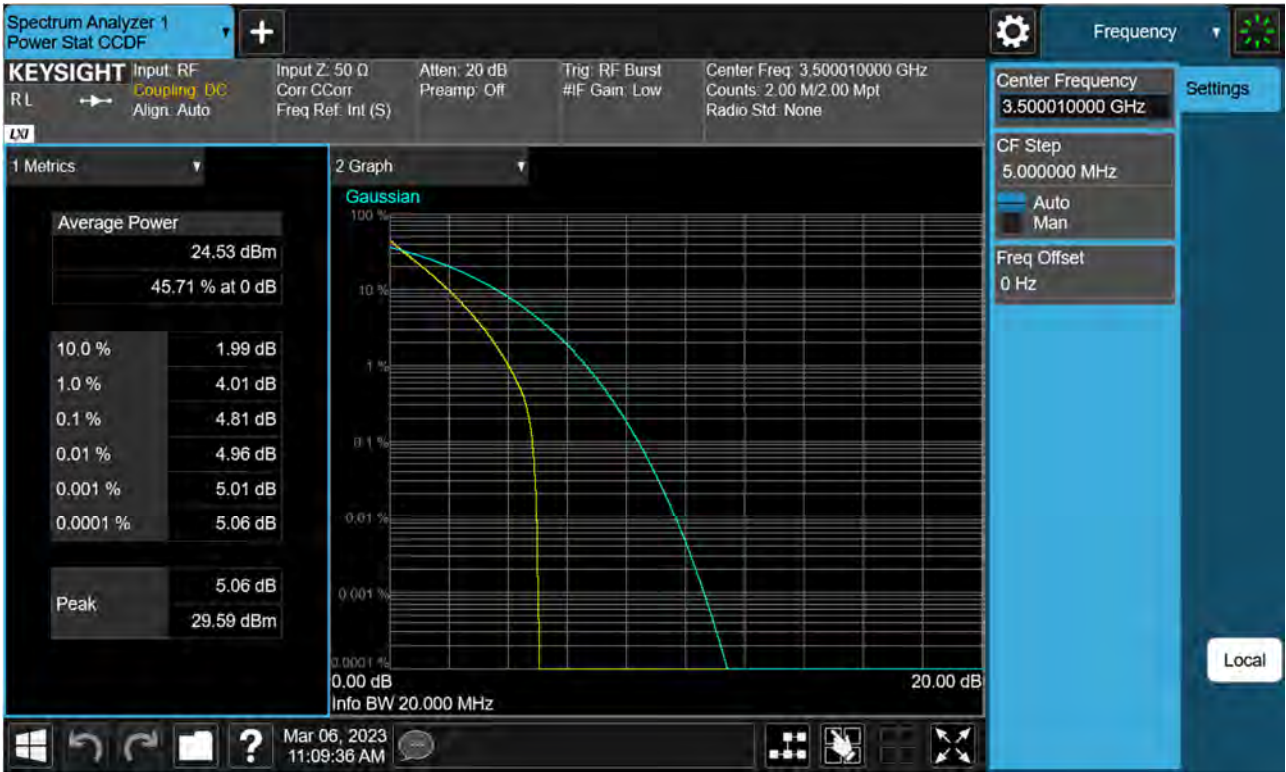 Spectrum Analyzer 1
Power Stat CCDF
Frequency
KEYSIGHT
R L
LXI
Input: RF
Coupling: DC
Align: Auto
Input Z: 50 Ω
Corr CCorr
Freq Ref: Int (S)
Atten: 20 dB
Preamp: Off
Trig: RF Burst
#IF Gain: Low
Center Freq: 3.500010000 GHz
Counts: 2.00 M/2.00 Mpt
Radio Std: None
Center Frequency
3.500010000 GHz
Settings
CF Step
5.000000 MHz
Auto
Man
Freq Offset
0 Hz
Local
1 Metrics
Average Power
24.53 dBm
45.71 % at 0 dB
10.0 % 1.99 dB
1.0 % 4.01 dB
0.1 % 4.81 dB
0.01 % 4.96 dB
0.001 % 5.01 dB
0.0001 % 5.06 dB
Peak
5.06 dB
29.59 dBm
2 Graph
Gaussian
100 %
10 %
1 %
0.1 %
0.01 %
0.001 %
0.0001 %
0.00 dB 20.00 dB
Info BW 20.000 MHz
?
Mar 06, 2023
11:09:36 AM